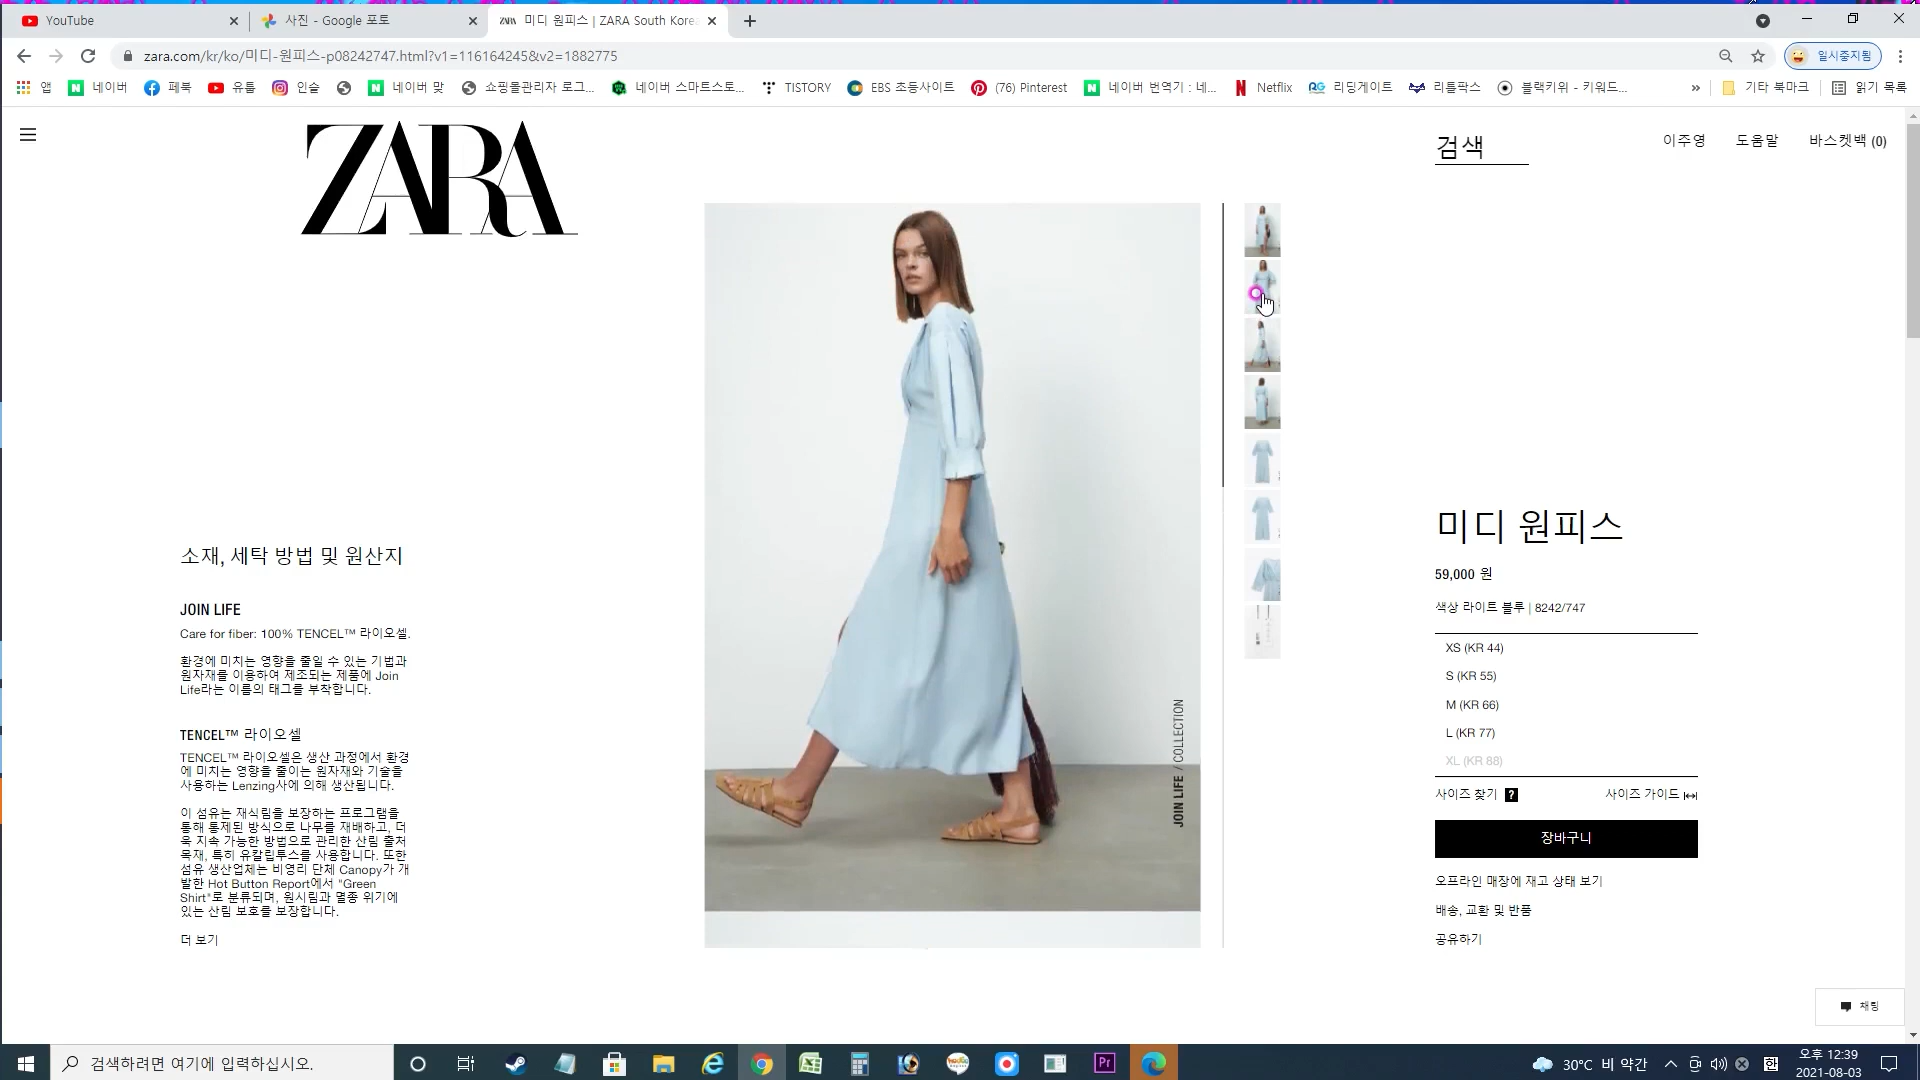 YouTube
사진 - Google 포토
ZARA 미디 원피스 | ZARA South Kore
zara.com/kr/ko/미디-원피스-p08242747.html?v1=116164245&v2=1882775
일시중지됨
앱 네이버 페북 유튭 인슬 네이버 맞 쇼핑몰관리자 로그... 네이버 스마트스토... TISTORY EBS 초등사이트 (76) Pinterest 네이버 번역기 : 네... Netflix RG 리딩게이트 리틀팍스 블랙키위 - 키워드... » 기타 북마크 읽기 목록
ZARA
검색
이주영 도움말 바스켓백 (0)
소재, 세탁 방법 및 원산지
JOIN LIFE
Care for fiber: 100% TENCEL™ 라이오셀.
환경에 미치는 영향을 줄일 수 있는 기법과
원자재를 이용하여 제조되는 제품에 Join
Life라는 이름의 태그를 부착합니다.
TENCEL™ 라이오셀
TENCEL™ 라이오셀은 생산 과정에서 환경
에 미치는 영향을 줄이는 원자재와 기술을
사용하는 Lenzing사에 의해 생산됩니다.
이 섬유는 재식림을 보장하는 프로그램을
통해 통제된 방식으로 나무를 재배하고, 더
욱 지속 가능한 방법으로 관리한 산림 출처
목재, 특히 유칼립투스를 사용합니다. 또한
섬유 생산업체는 비영리 단체 Canopy가 개
발한 Hot Button Report에서 "Green
Shirt"로 분류되며, 원시림과 멸종 위기에
있는 산림 보호를 보장합니다.
더 보기
JOIN LIFE / COLLECTION
미디 원피스
59,000 원
색상 라이트 블루 | 8242/747
XS (KR 44)
S (KR 55)
M (KR 66)
L (KR 77)
XL (KR 88)
사이즈 찾기 ?
사이즈 가이드
장바구니
오프라인 매장에 재고 상태 보기
배송, 교환 및 반품
공유하기
채팅
검색하려면 여기에 입력하십시오.
Pr
30°C 비 약간
한
오후 12:39
2021-08-03